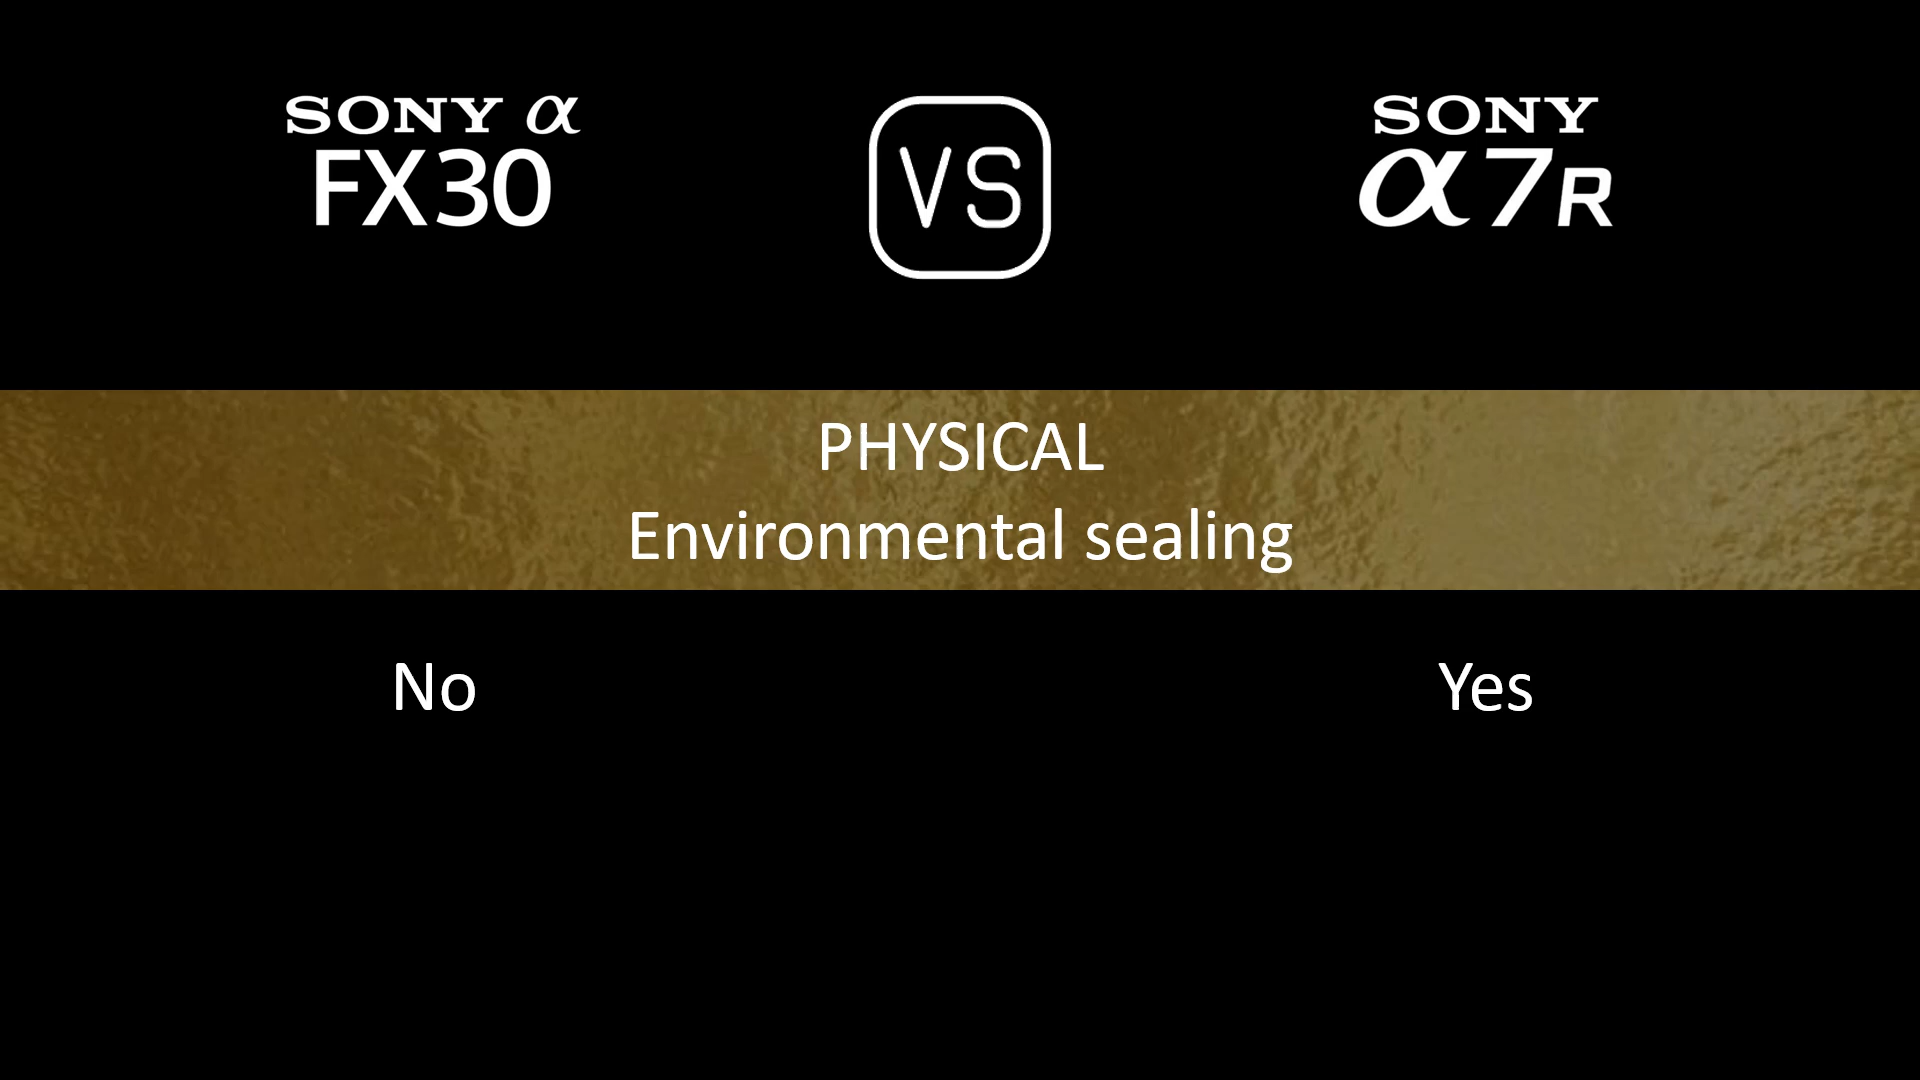 SONY α
FX30
VS
SONY
α7R
PHYSICAL
Environmental sealing
No
Yes